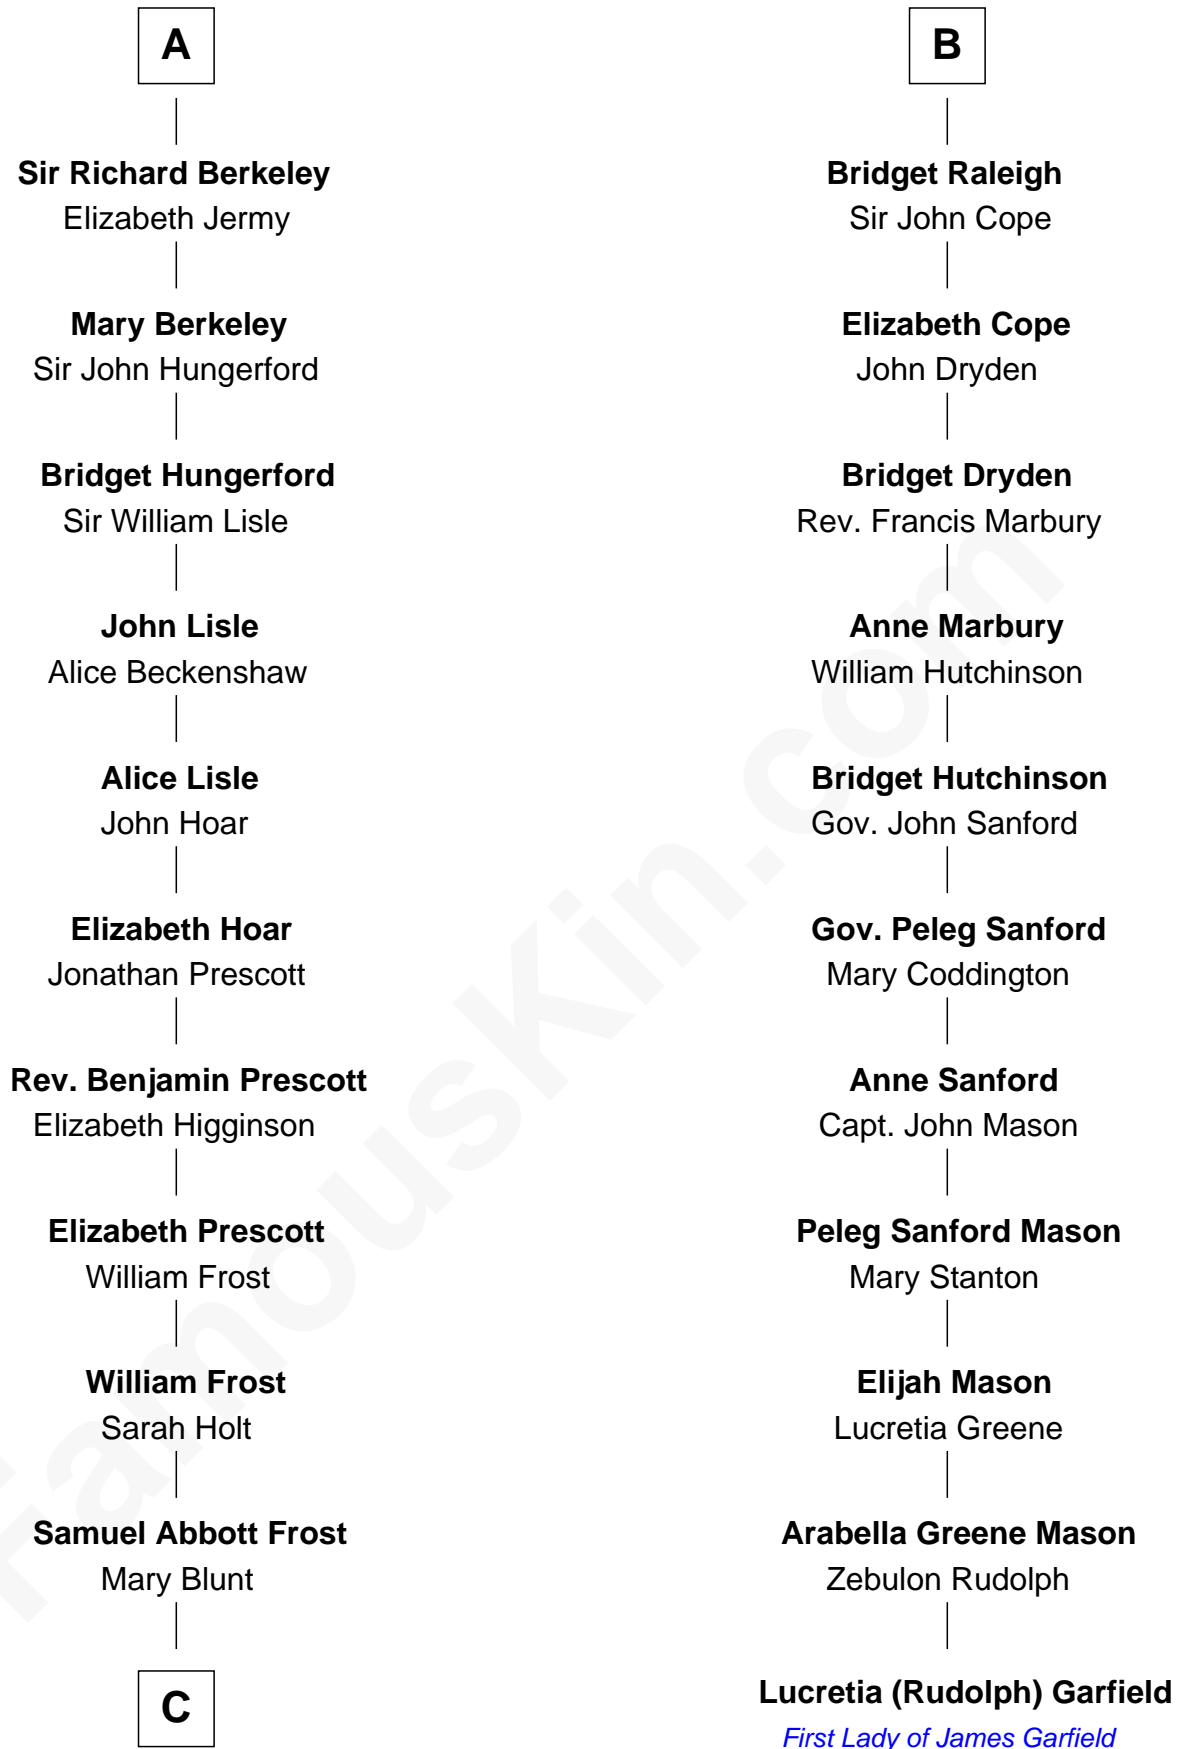 A
Sir Richard Berkeley
Elizabeth Jermy
Mary Berkeley
Sir John Hungerford
Bridget Hungerford
Sir William Lisle
John Lisle
Alice Beckenshaw
Alice Lisle
John Hoar
Elizabeth Hoar
Jonathan Prescott
Rev. Benjamin Prescott
Elizabeth Higginson
Elizabeth Prescott
William Frost
William Frost
Sarah Holt
Samuel Abbott Frost
Mary Blunt
C
B
Bridget Raleigh
Sir John Cope
Elizabeth Cope
John Dryden
Bridget Dryden
Rev. Francis Marbury
Anne Marbury
William Hutchinson
Bridget Hutchinson
Gov. John Sanford
Gov. Peleg Sanford
Mary Coddington
Anne Sanford
Capt. John Mason
Peleg Sanford Mason
Mary Stanton
Elijah Mason
Lucretia Greene
Arabella Greene Mason
Zebulon Rudolph
Lucretia (Rudolph) Garfield
First Lady of James Garfield
FamousKin.com